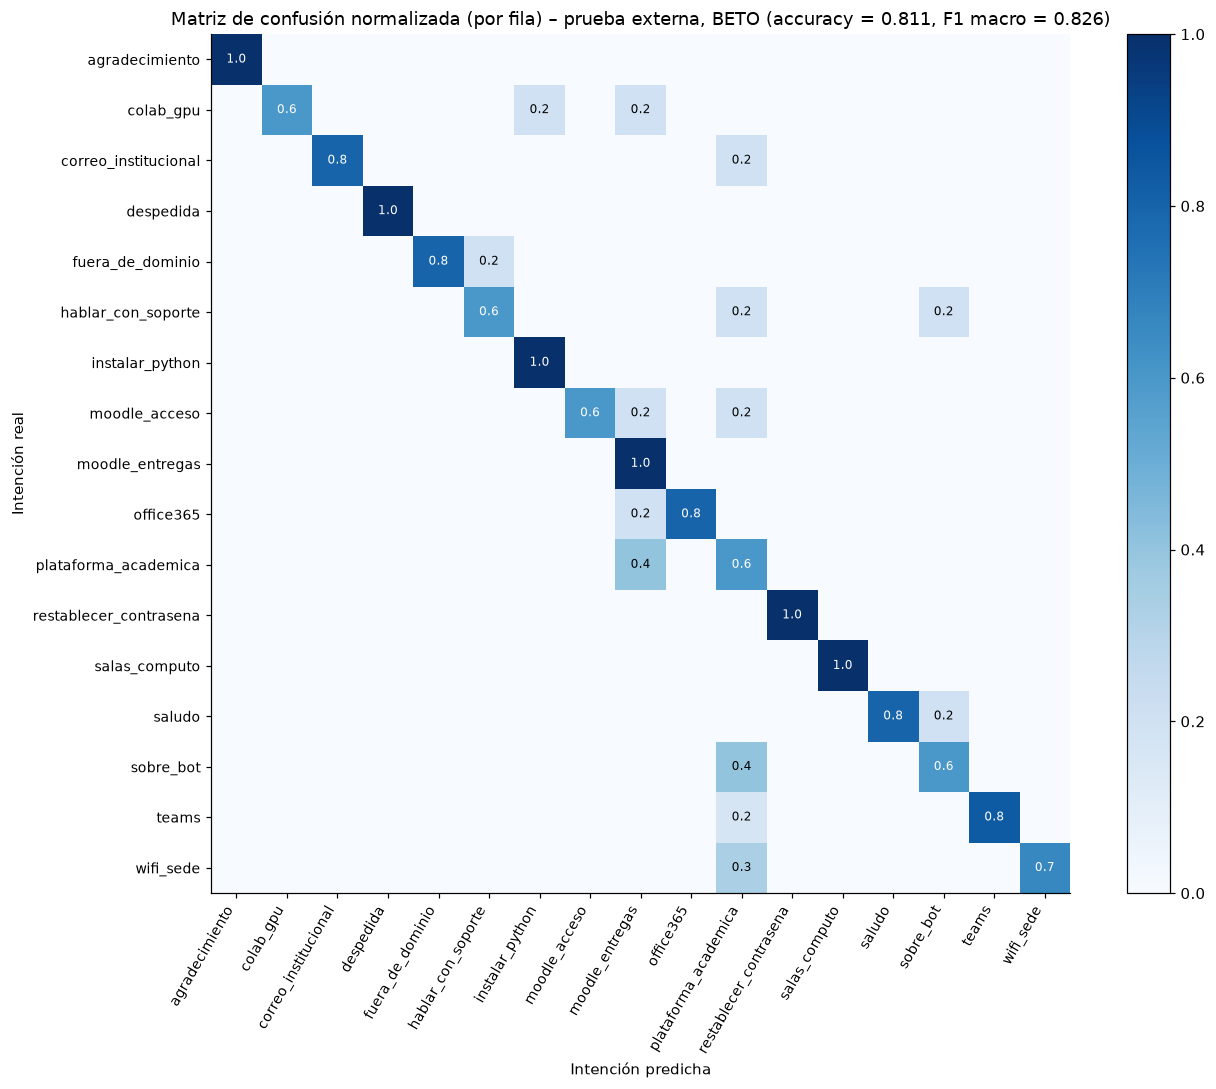 Matriz de confusión normalizada (por fila) – prueba externa, BETO (accuracy = 0.811, F1 macro = 0.826)
agradecimiento 1.0
colab_gpu 0.6 0.2 0.2
correo_institucional 0.8 0.2
despedida 1.0
fuera_de_dominio 0.8 0.2
hablar_con_soporte 0.6 0.2 0.2
instalar_python 1.0
moodle_acceso 0.6 0.2 0.2
moodle_entregas 1.0
office365 0.2 0.8
plataforma_academica 0.4 0.6
restablecer_contrasena 1.0
salas_computo 1.0
saludo 0.8 0.2
sobre_bot 0.4 0.6
teams 0.2 0.8
wifi_sede 0.3 0.7
Intención real
agradecimiento
colab_gpu
correo_institucional
despedida
fuera_de_dominio
hablar_con_soporte
instalar_python
moodle_acceso
moodle_entregas
office365
plataforma_academica
restablecer_contrasena
salas_computo
saludo
sobre_bot
teams
wifi_sede
Intención predicha
1.0
0.8
0.6
0.4
0.2
0.0